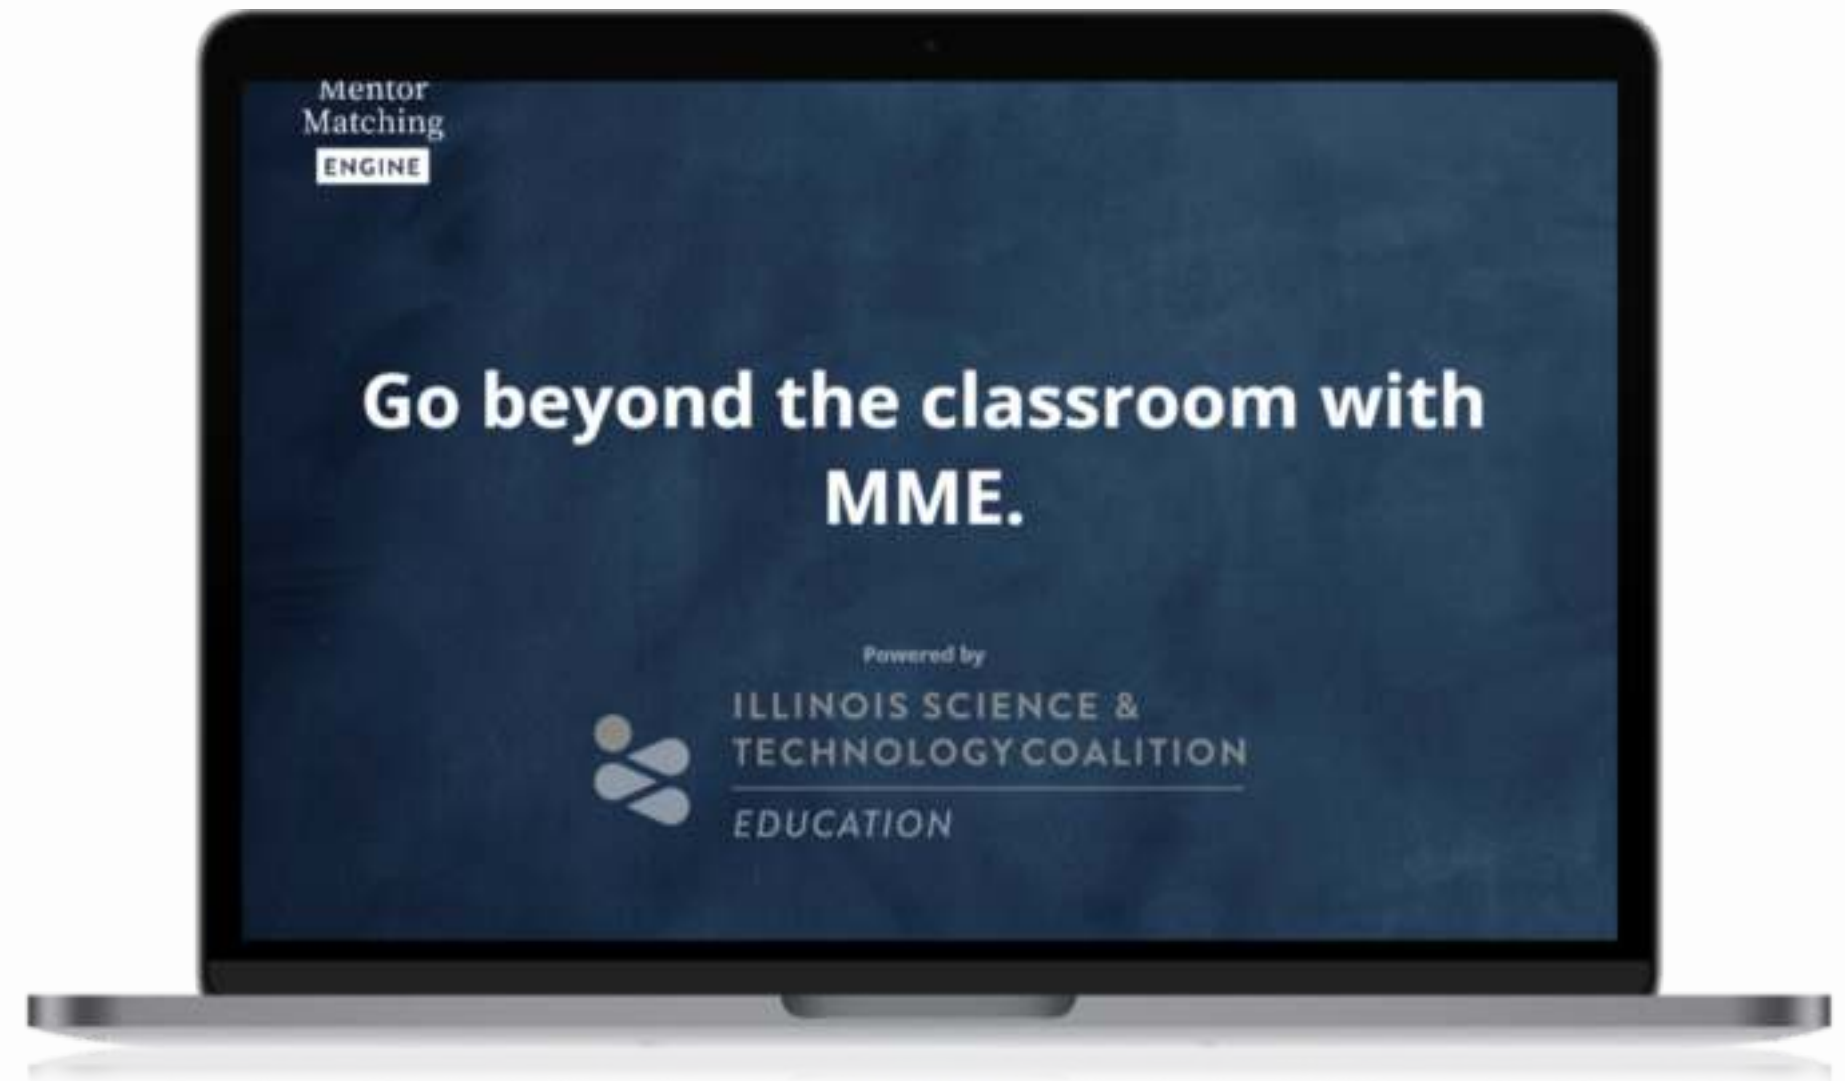 Mentor
Matching
ENGINE
Go beyond the classroom with
MME.
Powered by
ILLINOIS SCIENCE &
TECHNOLOGY COALITION
EDUCATION